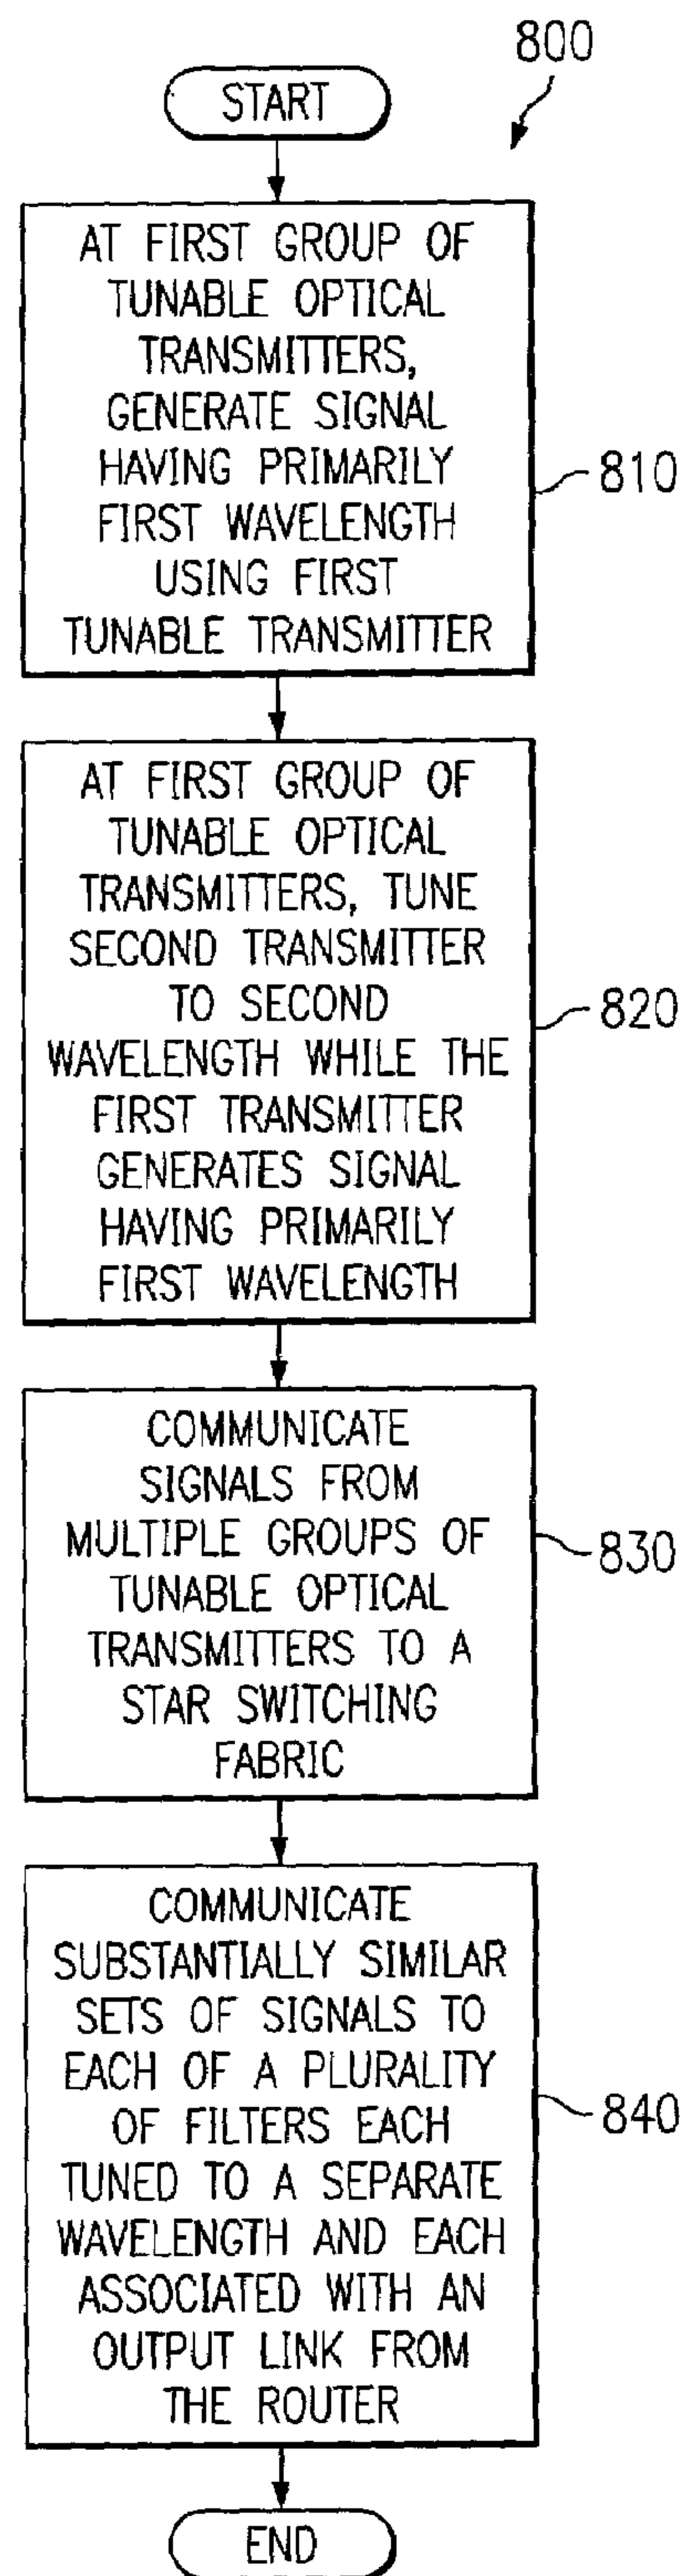 800
START
AT FIRST GROUP OF
TUNABLE OPTICAL
TRANSMITTERS,
GENERATE SIGNAL
HAVING PRIMARILY
FIRST WAVELENGTH
USING FIRST
TUNABLE TRANSMITTER
810
AT FIRST GROUP OF
TUNABLE OPTICAL
TRANSMITTERS, TUNE
SECOND TRANSMITTER
TO SECOND
WAVELENGTH WHILE THE
FIRST TRANSMITTER
GENERATES SIGNAL
HAVING PRIMARILY
FIRST WAVELENGTH
820
COMMUNICATE
SIGNALS FROM
MULTIPLE GROUPS OF
TUNABLE OPTICAL
TRANSMITTERS TO A
STAR SWITCHING
FABRIC
830
COMMUNICATE
SUBSTANTIALLY SIMILAR
SETS OF SIGNALS TO
EACH OF A PLURALITY
OF FILTERS EACH
TUNED TO A SEPARATE
WAVELENGTH AND EACH
ASSOCIATED WITH AN
OUTPUT LINK FROM
THE ROUTER
840
END